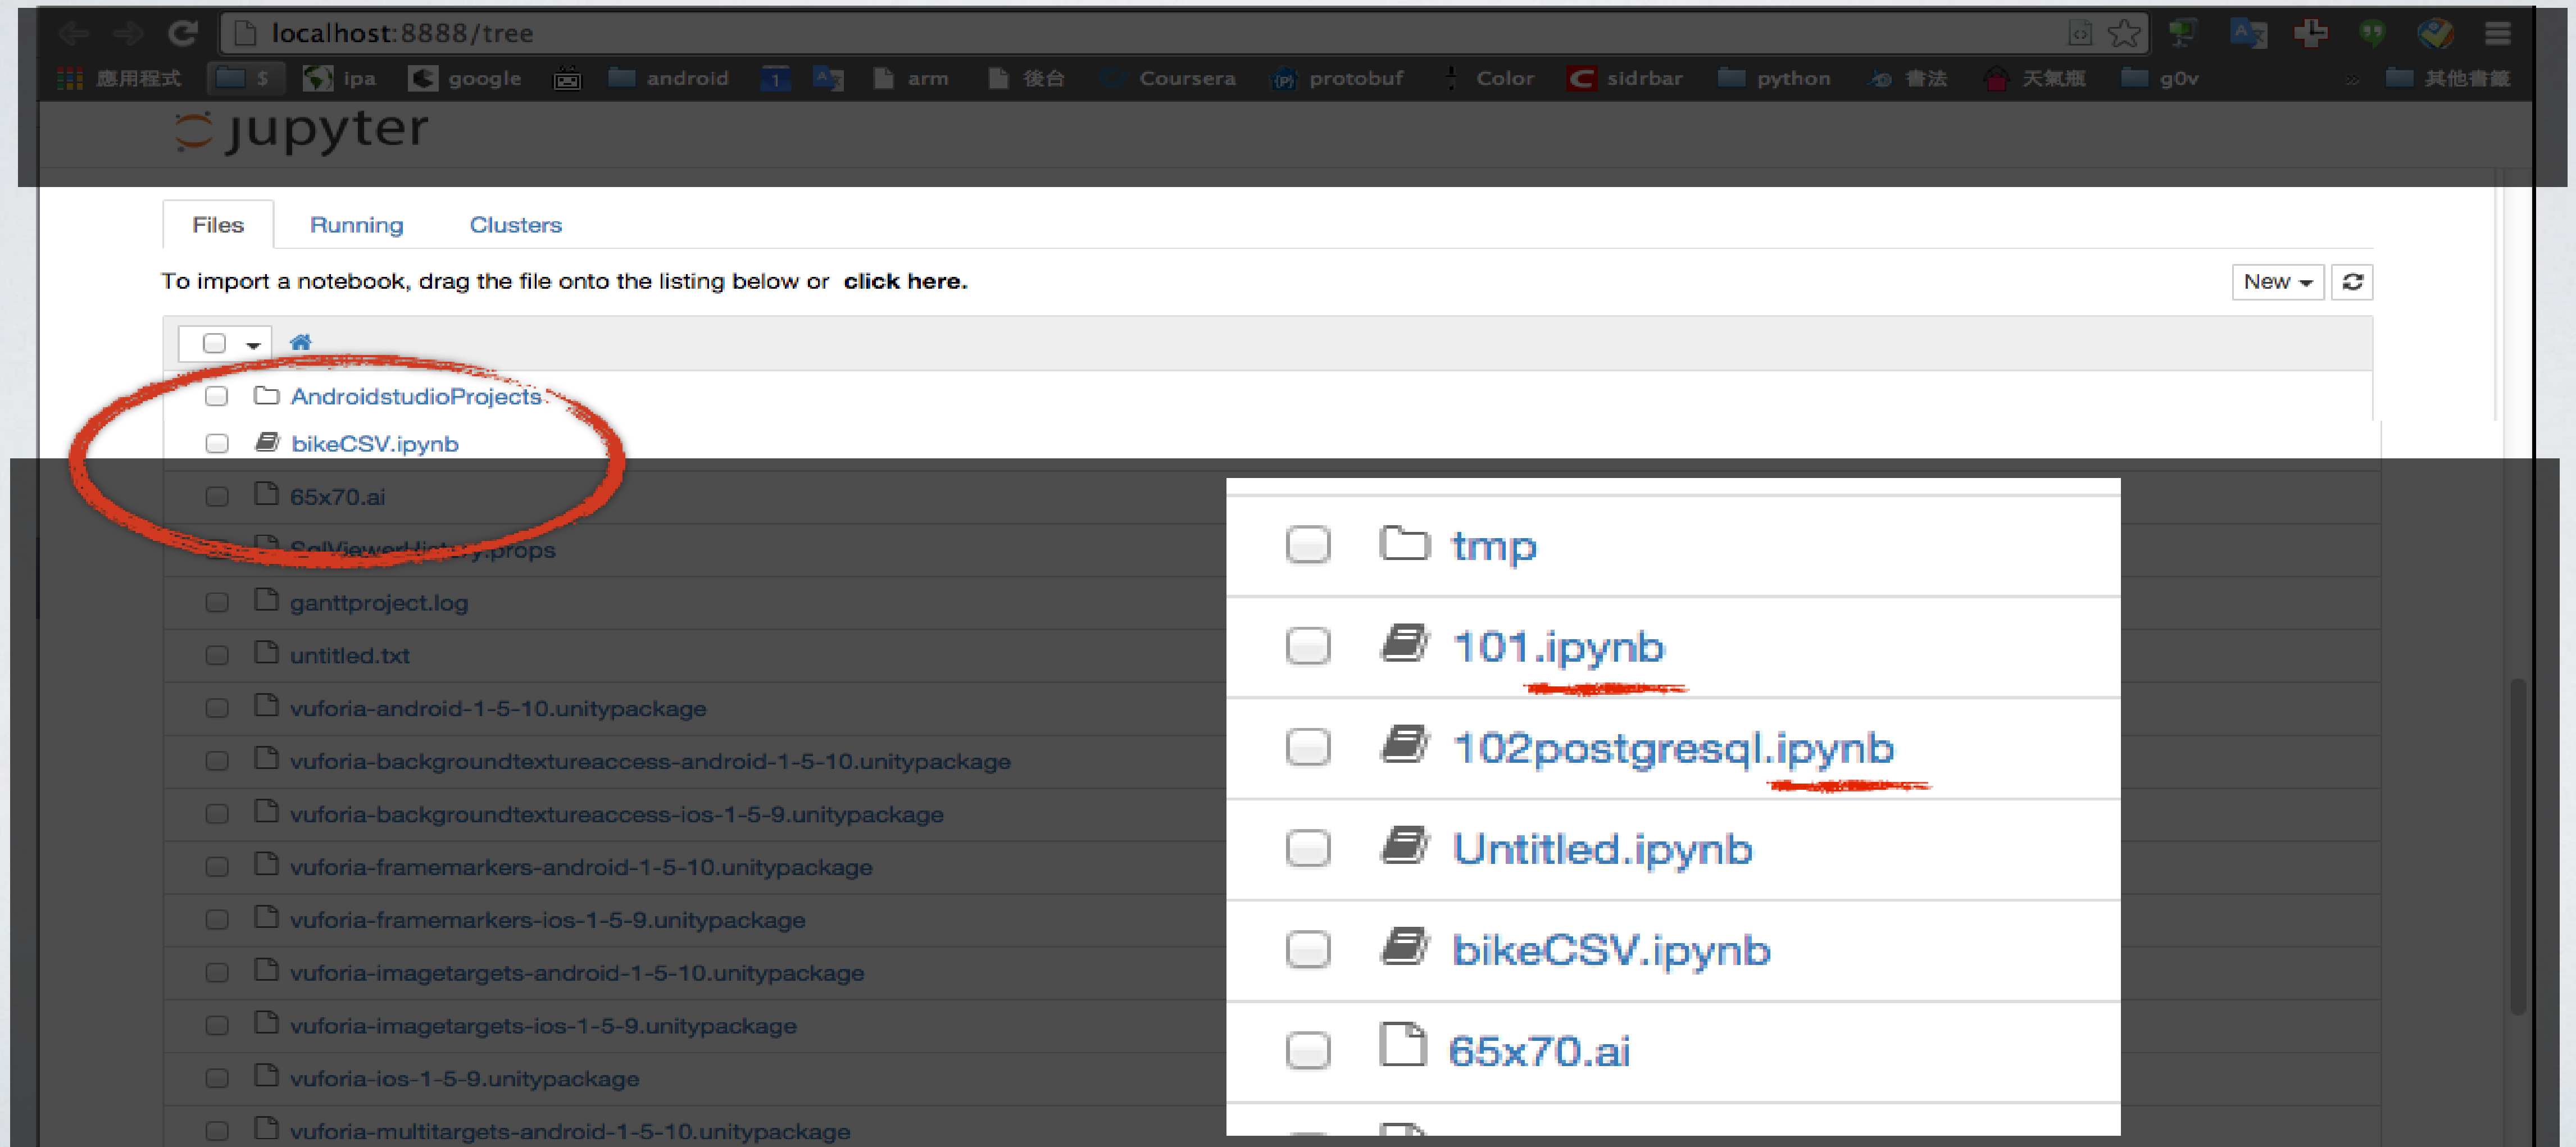 localhost:8888/tree
應用程式 $ ipa google android 1 arm 後台 Coursera protobuf Color sidrbar python 書法 天氣瓶 g0v » 其他書籤
jupyter
Files Running Clusters
To import a notebook, drag the file onto the listing below or click here.
New
AndroidstudioProjects
bikeCSV.ipynb
65x70.ai
SqlViewerHistory.props
ganttproject.log
untitled.txt
vuforia-android-1-5-10.unitypackage
vuforia-backgroundtextureaccess-android-1-5-10.unitypackage
vuforia-backgroundtextureaccess-ios-1-5-9.unitypackage
vuforia-framemarkers-android-1-5-10.unitypackage
vuforia-framemarkers-ios-1-5-9.unitypackage
vuforia-imagetargets-android-1-5-10.unitypackage
vuforia-imagetargets-ios-1-5-9.unitypackage
vuforia-ios-1-5-9.unitypackage
vuforia-multitargets-android-1-5-10.unitypackage
tmp
101.ipynb
102postgresql.ipynb
Untitled.ipynb
bikeCSV.ipynb
65x70.ai